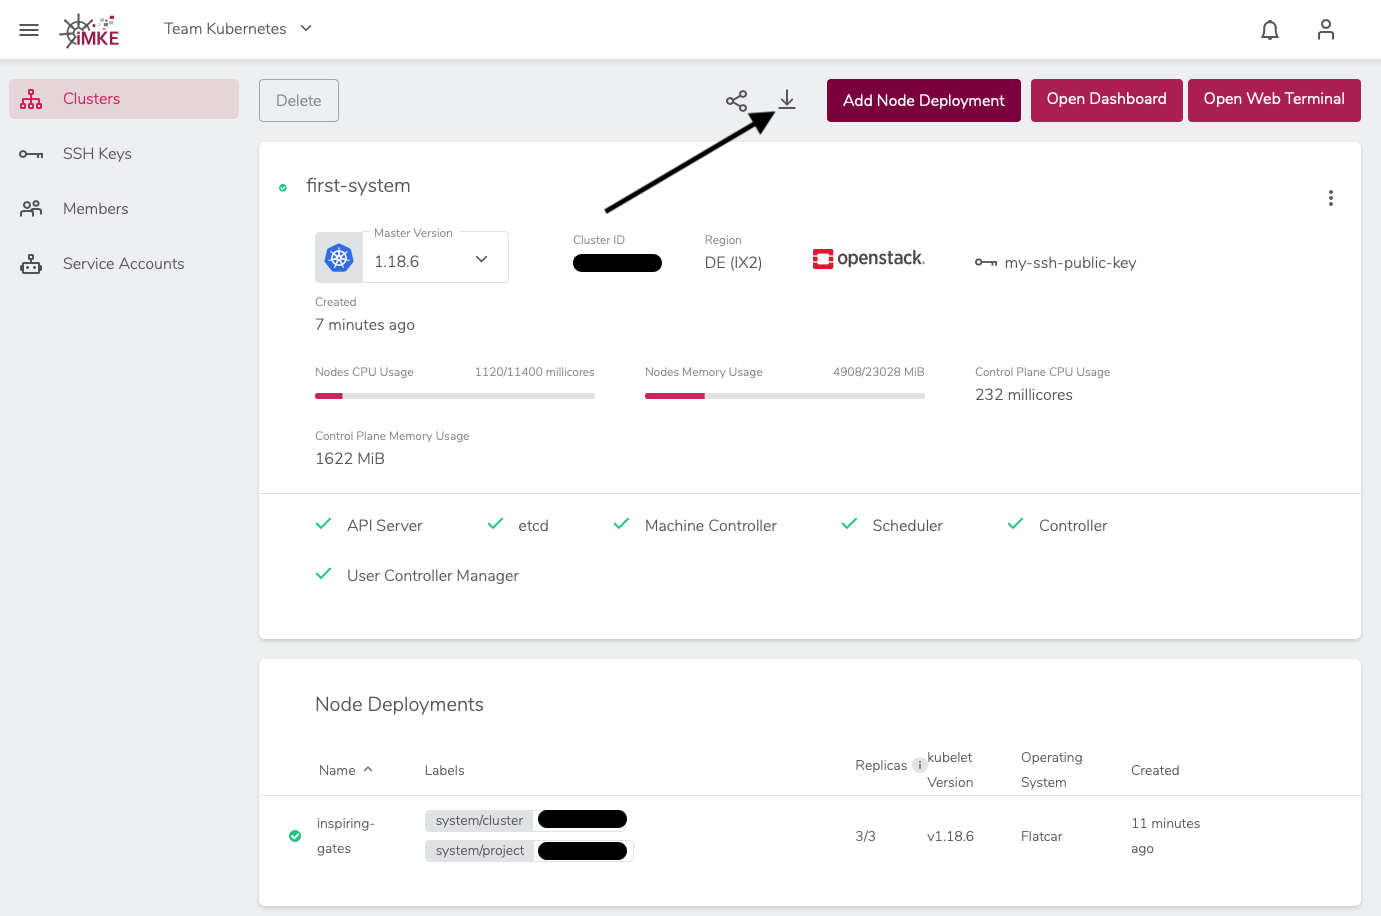 iMKE
Team Kubernetes
Clusters
SSH Keys
Members
Service Accounts
Delete
Add Node Deployment
Open Dashboard
Open Web Terminal
first-system
Master Version
1.18.6
Cluster ID
Region
DE (IX2)
openstack.
my-ssh-public-key
Created
7 minutes ago
Nodes CPU Usage
1120/11400 millicores
Nodes Memory Usage
4908/23028 MiB
Control Plane CPU Usage
232 millicores
Control Plane Memory Usage
1622 MiB
API Server
etcd
Machine Controller
Scheduler
Controller
User Controller Manager
Node Deployments
Name
Labels
Replicas
i
kubelet
Version
Operating
System
Created
inspiring-
gates
system/cluster
system/project
3/3
v1.18.6
Flatcar
11 minutes
ago